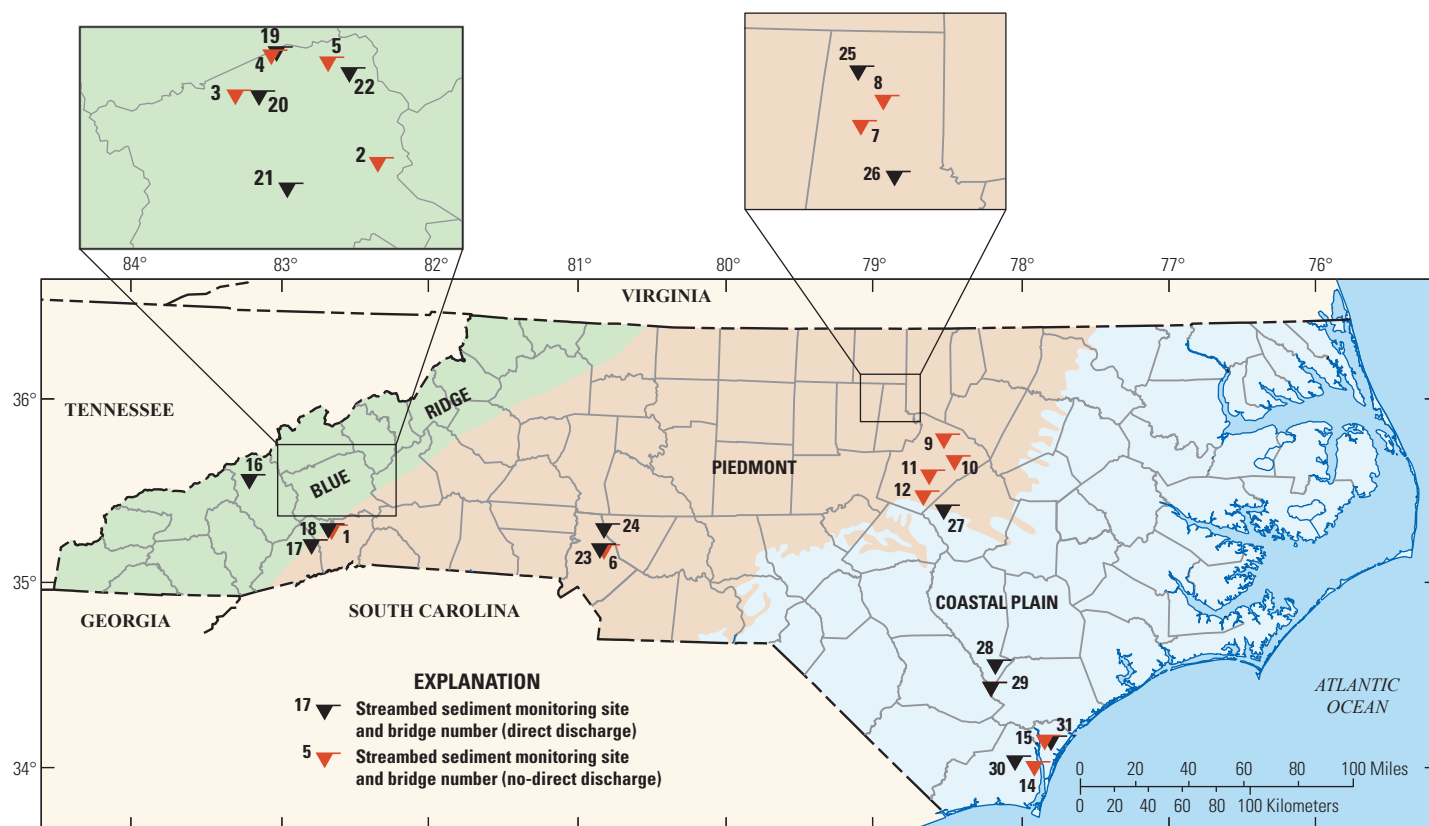 19
5
4
22
3
20
2
21
25
8
7
26
84°
83°
82°
81°
80°
79°
78°
77°
76°
VIRGINIA
36°
TENNESSEE
RIDGE
BLUE
PIEDMONT
16
9
10
11
12
27
18
1
17
24
23
6
35°
GEORGIA
SOUTH CAROLINA
COASTAL PLAIN
28
29
ATLANTIC
OCEAN
31
15
30
14
34°
EXPLANATION
17 Streambed sediment monitoring site
and bridge number (direct discharge)
5 Streambed sediment monitoring site
and bridge number (no-direct discharge)
0 20 40 60 80 100 Miles
0 20 40 60 80 100 Kilometers